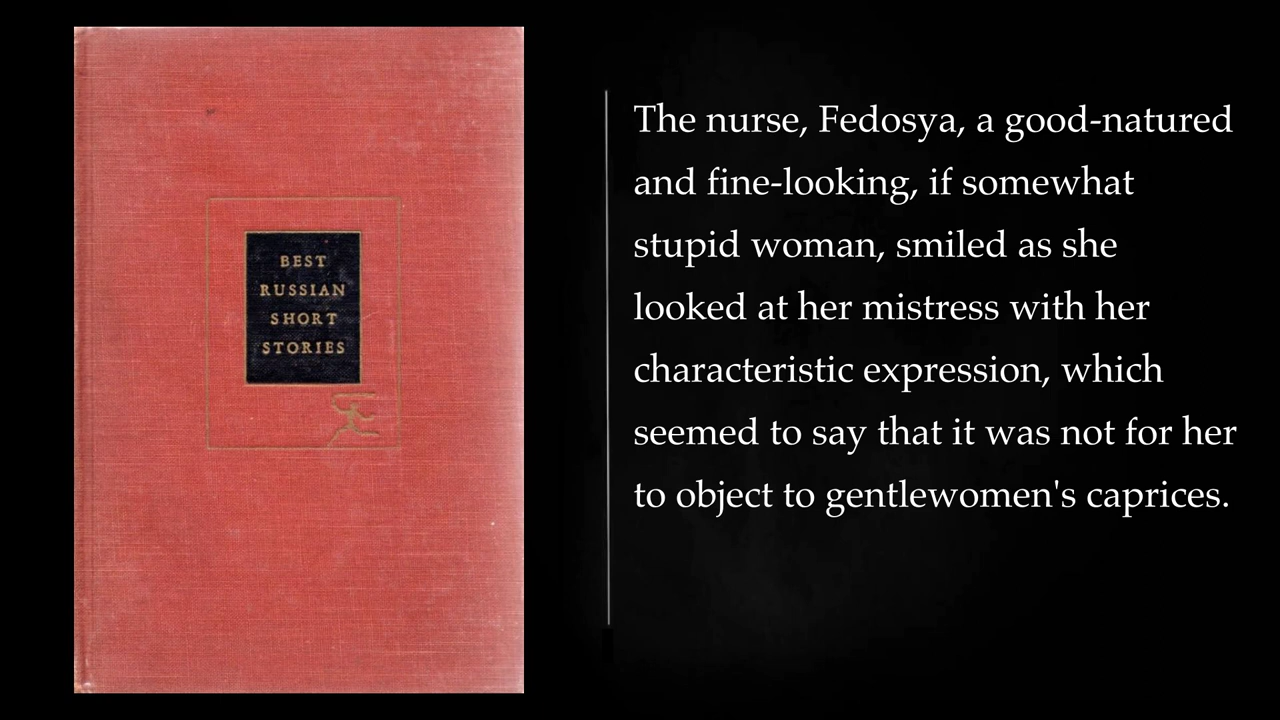 BEST
RUSSIAN
SHORT
STORIES
The nurse, Fedosya, a good-natured
and fine-looking, if somewhat
stupid woman, smiled as she
looked at her mistress with her
characteristic expression, which
seemed to say that it was not for her
to object to gentlewomen's caprices.